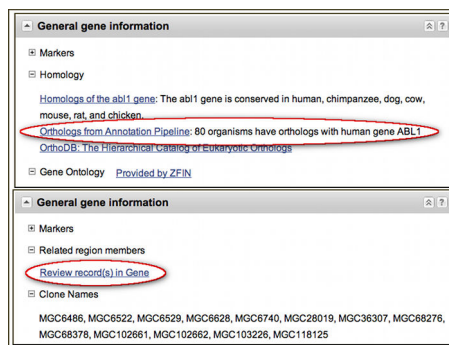 General gene information
Markers
Homology
Homologs of the abl1 gene: The abl1 gene is conserved in human, chimpanzee, dog, cow,
mouse, rat, and chicken.
Orthologs from Annotation Pipeline: 80 organisms have orthologs with human gene ABL1
OrthoDB: The Hierarchical Catalog of Eukaryotic Orthologs
Gene Ontology Provided by ZFIN
General gene information
Markers
Related region members
Review record(s) in Gene
Clone Names
MGC6486, MGC6522, MGC6529, MGC6628, MGC6740, MGC28019, MGC36307, MGC68276,
MGC68378, MGC102661, MGC102662, MGC103226, MGC118125